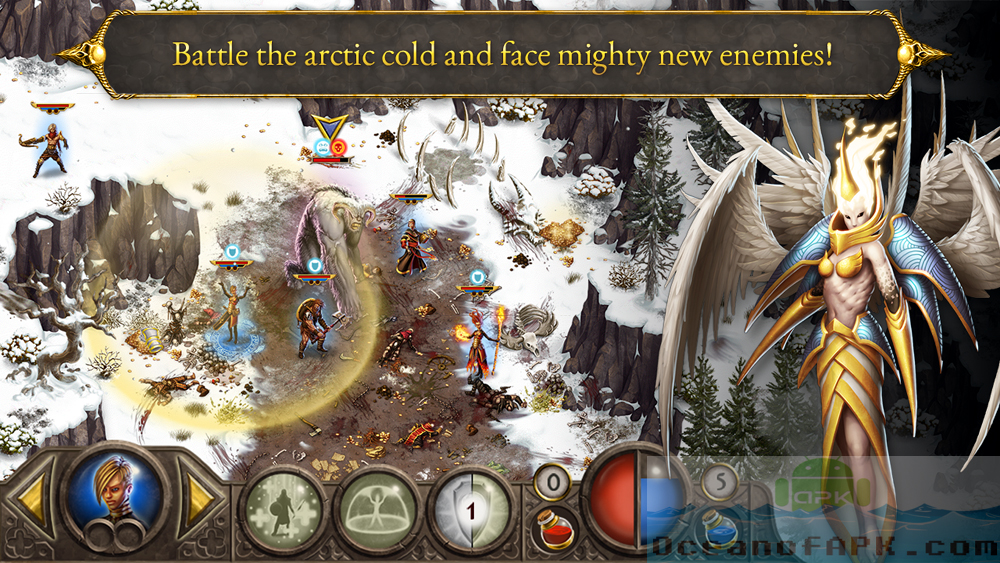 Battle the arctic cold and face mighty new enemies!
1
0
5
APK
OceanofAPK.com